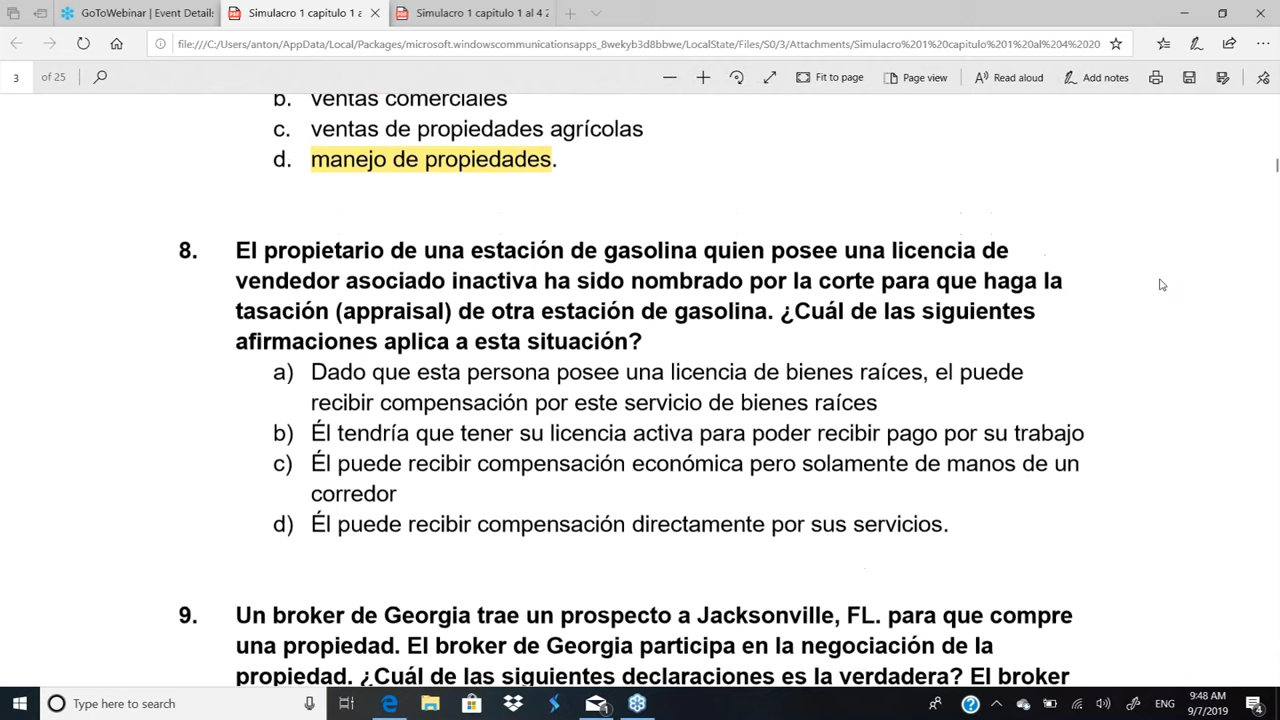 GoToWebinar | Event Detail
Simulacro 1 capitulo 1 a
Simulacro 1 capitulo 1 al 4 2
file:///C:/Users/anton/AppData/Local/Packages/microsoft.windowscommunicationsapps_8wekyb3d8bbwe/LocalState/Files/S0/3/Attachments/Simulacro%201%20capitulo%201%20al%204%2020
3 of 25
Fit to page
Page view
Read aloud
Add notes
b. ventas comerciales
c. ventas de propiedades agrícolas
d. manejo de propiedades.
8. El propietario de una estación de gasolina quien posee una licencia de
vendedor asociado inactiva ha sido nombrado por la corte para que haga la
tasación (appraisal) de otra estación de gasolina. ¿Cuál de las siguientes
afirmaciones aplica a esta situación?
a) Dado que esta persona posee una licencia de bienes raíces, el puede
recibir compensación por este servicio de bienes raíces
b) Él tendría que tener su licencia activa para poder recibir pago por su trabajo
c) Él puede recibir compensación económica pero solamente de manos de un
corredor
d) Él puede recibir compensación directamente por sus servicios.
9. Un broker de Georgia trae un prospecto a Jacksonville, FL. para que compre
una propiedad. El broker de Georgia participa en la negociación de la
propiedad. ¿Cuál de las siguientes declaraciones es la verdadera? El broker
Type here to search
ENG
9:48 AM
9/7/2019
4